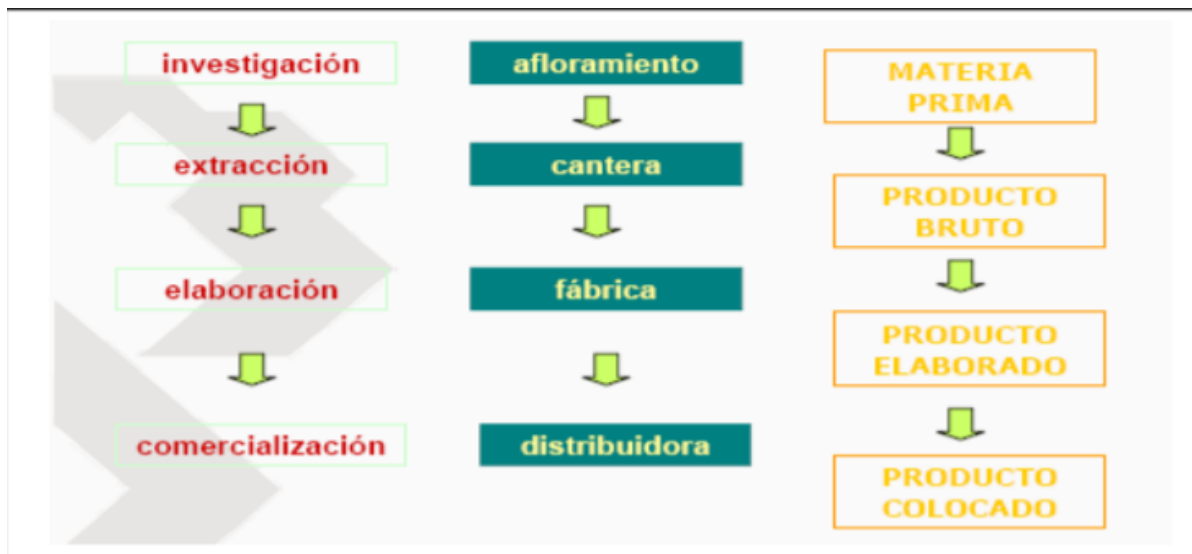 investigación
extracción
elaboración
comercialización
afloramiento
cantera
fábrica
distribuidora
MATERIA
PRIMA
PRODUCTO
BRUTO
PRODUCTO
ELABORADO
PRODUCTO
COLOCADO